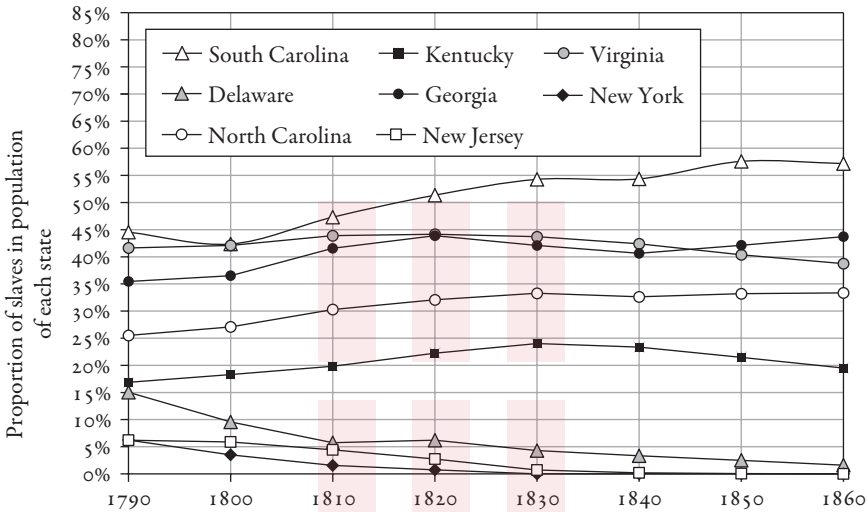 85%
80%
75%
70%
65%
60%
55%
50%
45%
40%
35%
30%
25%
20%
15%
10%
5%
0%
Proportion of slaves in population
of each state
South Carolina
Kentucky
Virginia
Delaware
Georgia
New York
North Carolina
New Jersey
1790 1800 1810 1820 1830 1840 1850 1860